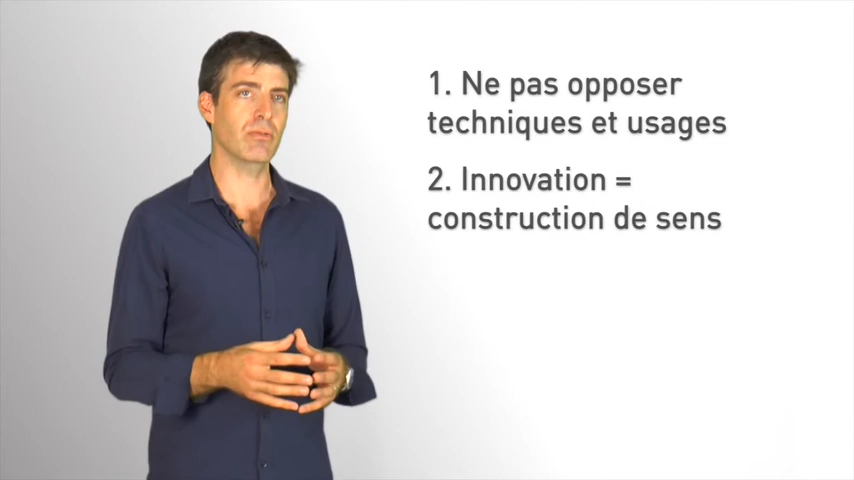 1. Ne pas opposer
techniques et usages
2. Innovation =
construction de sens